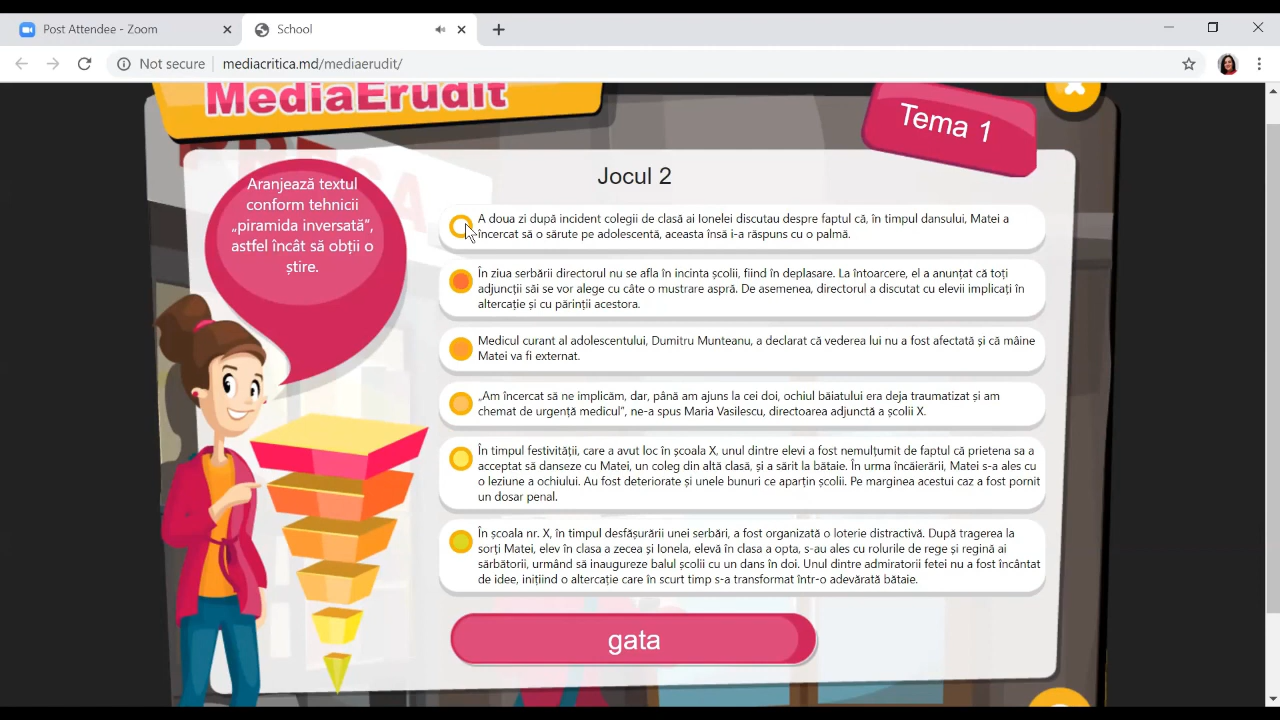 Post Attendee - Zoom
School
Not secure
mediacritica.md/mediaerudit/
MediaErudit
Tema 1
PRESA
Aranjează textul
conform tehnicii
„piramida inversată”,
astfel încât să obții o
știre.
Jocul 2
A doua zi după incident colegii de clasă ai Ionelei discutau despre faptul că, în timpul dansului, Matei a
încercat să o sărute pe adolescentă, aceasta însă i-a răspuns cu o palmă.
În ziua serbării directorul nu se afla în incinta școlii, fiind în deplasare. La întoarcere, el a anunțat că toți
adjuncții săi se vor alege cu câte o mustrare aspră. De asemenea, directorul a discutat cu elevii implicați în
altercație și cu părinții acestora.
Medicul curant al adolescentului, Dumitru Munteanu, a declarat că vederea lui nu a fost afectată și că mâine
Matei va fi externat.
„Am încercat să ne implicăm, dar, până am ajuns la cei doi, ochiul băiatului era deja traumatizat și am
chemat de urgență medicul”, ne-a spus Maria Vasilescu, directoarea adjunctă a școlii X.
În timpul festivității, care a avut loc în școala X, unul dintre elevi a fost nemulțumit de faptul că prietena sa a
acceptat să danseze cu Matei, un coleg din altă clasă, și a sărit la bătaie. În urma încăierării, Matei s-a ales cu
o leziune a ochiului. Au fost deteriorate și unele bunuri ce aparțin școlii. Pe marginea acestui caz a fost pornit
un dosar penal.
În școala nr. X, în timpul desfășurării unei serbări, a fost organizată o loterie distractivă. După tragerea la
sorți Matei, elev în clasa a zecea și Ionela, elevă în clasa a opta, s-au ales cu rolurile de rege și regină ai
sărbătorii, urmând să inaugureze balul școlii cu un dans în doi. Unul dintre admiratorii fetei nu a fost încântat
de idee, inițiind o altercație care în scurt timp s-a transformat într-o adevărată bătaie.
gata